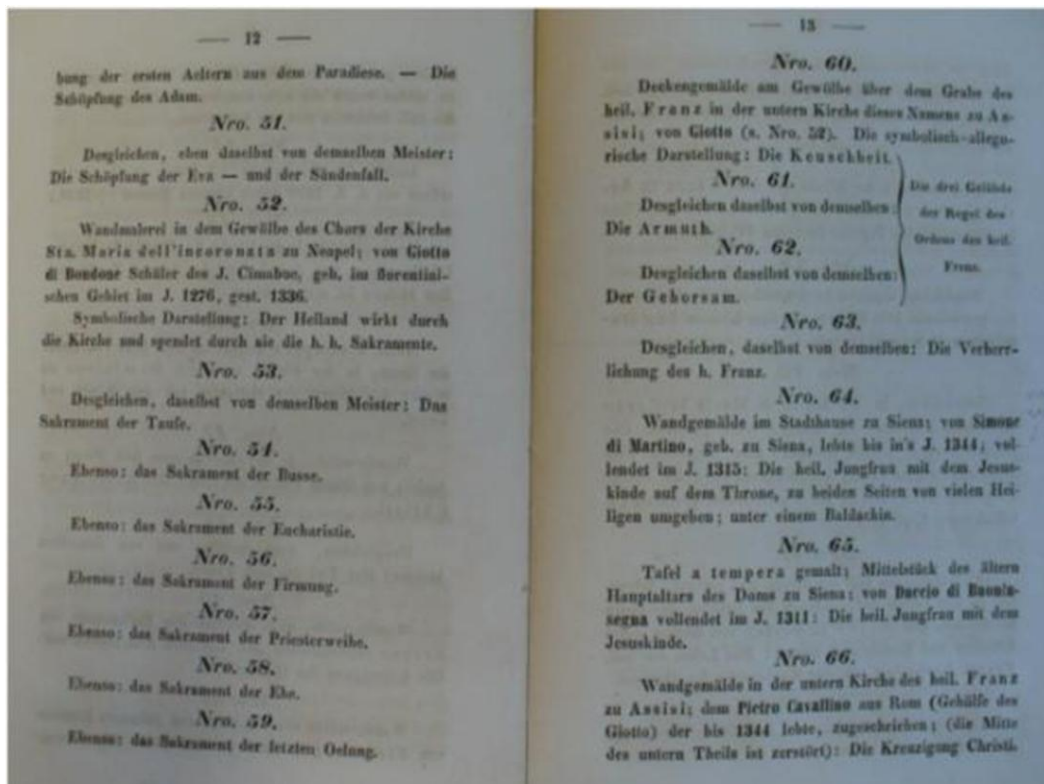 — 12 —
bung der ersten Aeltern aus dem Paradiese. — Die
Schöpfung des Adam.
Nro. 51.
Desgleichen, eben daselbst von demselben Meister:
Die Schöpfung der Eva — und der Sündenfall.
Nro. 52.
Wandmalerei in dem Gewölbe des Chors der Kirche
Sta. Maria dell'incoronata zu Neapel; von Giotto
di Bondone Schüler des J. Cimabue, geb. im florentini-
schen Gebiet im J. 1276, gest. 1336.
Symbolische Darstellung: Der Heiland wirkt durch
die Kirche und spendet durch sie die h. h. Sakramente.
Nro. 53.
Desgleichen, daselbst von demselben Meister: Das
Sakrament der Taufe.
Nro. 54.
Ebenso: das Sakrament der Busse.
Nro. 55.
Ebenso: das Sakrament der Eucharistie.
Nro. 56.
Ebenso: das Sakrament der Firmung.
Nro. 57.
Ebenso: das Sakrament der Priesterweihe.
Nro. 58.
Ebenso: das Sakrament der Ehe.
Nro. 59.
Ebenso: das Sakrament der letzten Oelung.
— 13 —
Nro. 60.
Deckengemälde am Gewölbe über dem Grabe des
heil. Franz in der untern Kirche dieses Namens zu As-
sisi; von Giotto (s. Nro. 52). Die symbolisch-allego-
rische Darstellung: Die Keuschheit.
Nro. 61.
Desgleichen daselbst von demselben:
Die Armuth.
Nro. 62.
Desgleichen daselbst von demselben:
Der Gehorsam.
Die drei Gelübde
der Regel des
Ordens des heil.
Franz.
Nro. 63.
Desgleichen, daselbst von demselben: Die Verherr-
lichung des h. Franz.
Nro. 64.
Wandgemälde im Stadthause zu Siena; von Simone
di Martino, geb. zu Siena, lebte bis in's J. 1344; vol-
lendet im J. 1315: Die heil. Jungfrau mit dem Jesus-
kinde auf dem Throne, zu beiden Seiten von vielen Hei-
ligen umgeben; unter einem Baldachin.
Nro. 65.
Tafel a tempera gemalt; Mittelstück des ältern
Hauptaltars des Doms zu Siena; von Duccio di Buonin-
segna vollendet im J. 1311: Die heil. Jungfrau mit dem
Jesuskinde.
Nro. 66.
Wandgemälde in der untern Kirche des heil. Franz
zu Assisi; dem Pietro Cavallino aus Rom (Gehülfe des
Giotto) der bis 1344 lebte, zugeschrieben; (die Mitte
des untern Theils ist zerstört): Die Kreuzigung Christi.